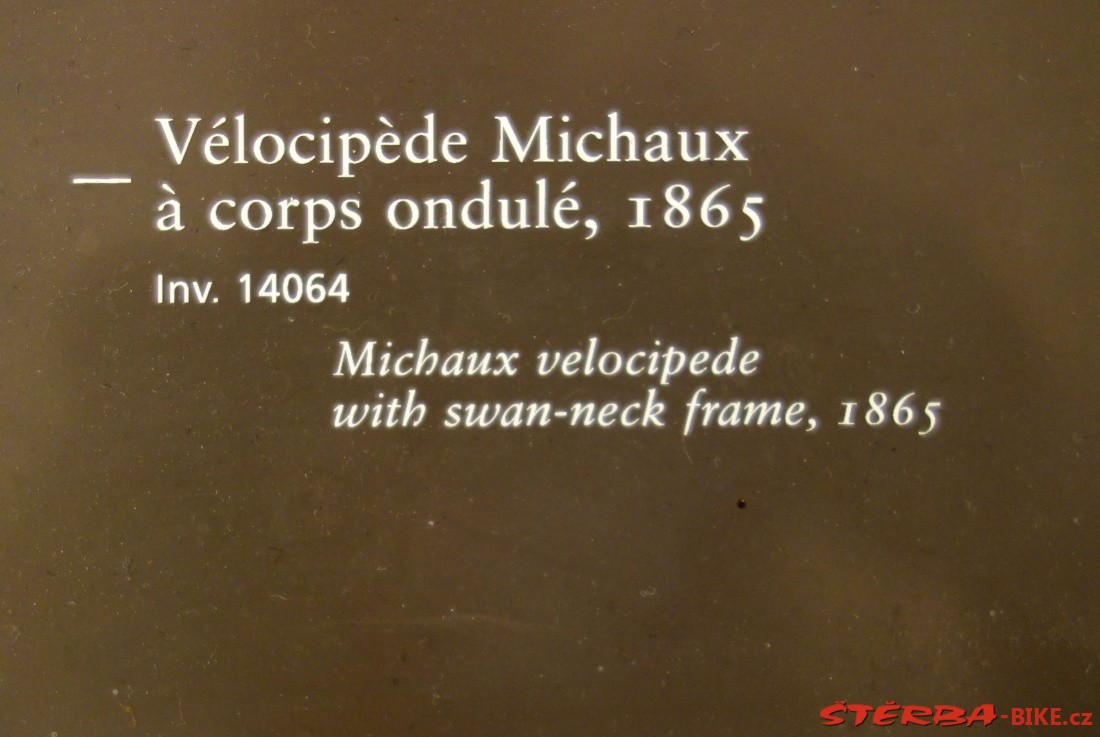 Vélocipède Michaux
à corps ondulé, 1865
Inv. 14064
Michaux velocipede
with swan-neck frame, 1865
ŠTĚRBA-BIKE.cz